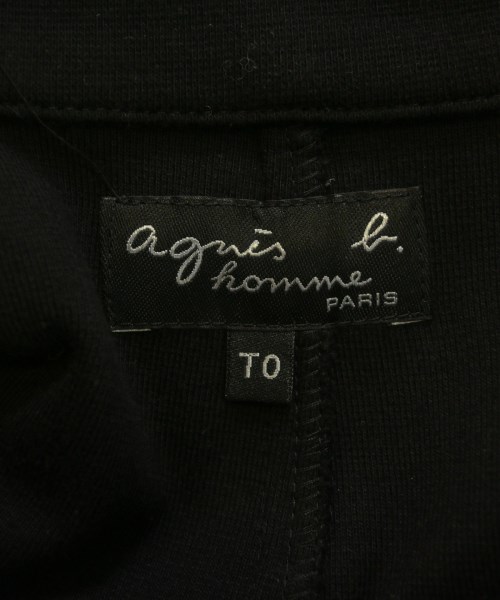 agnès b.
homme
PARIS
T0